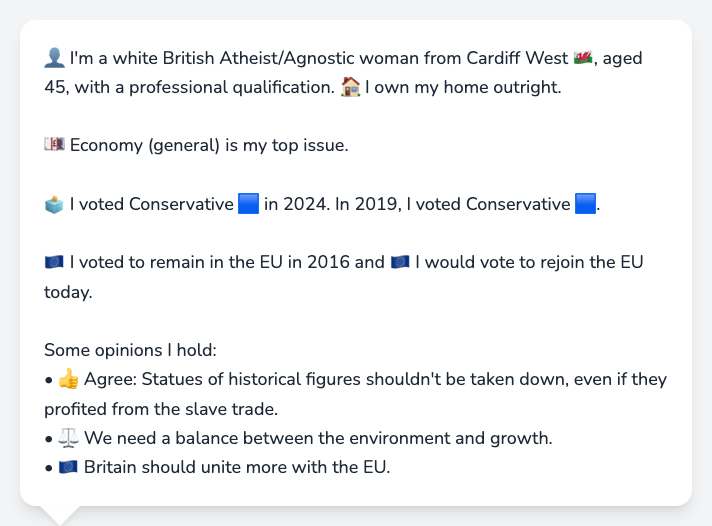 👤 I'm a white British Atheist/Agnostic woman from Cardiff West 🏴󠁧󠁢󠁷󠁬󠁳󠁿, aged
45, with a professional qualification. 🏠 I own my home outright.
💷 Economy (general) is my top issue.
🗳️ I voted Conservative 🟦 in 2024. In 2019, I voted Conservative 🟦.
🇪🇺 I voted to remain in the EU in 2016 and 🇪🇺 I would vote to rejoin the EU
today.
Some opinions I hold:
• 👍 Agree: Statues of historical figures shouldn't be taken down, even if they
profited from the slave trade.
• ⚖️ We need a balance between the environment and growth.
• 🇪🇺 Britain should unite more with the EU.